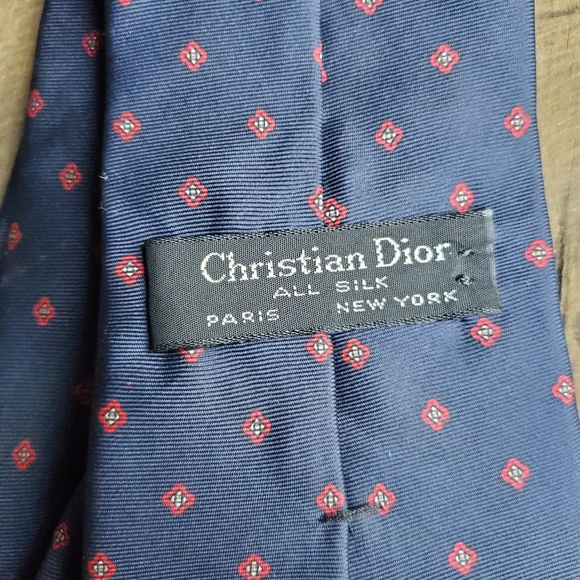 Christian Dior
ALL SILK
PARIS NEW YORK